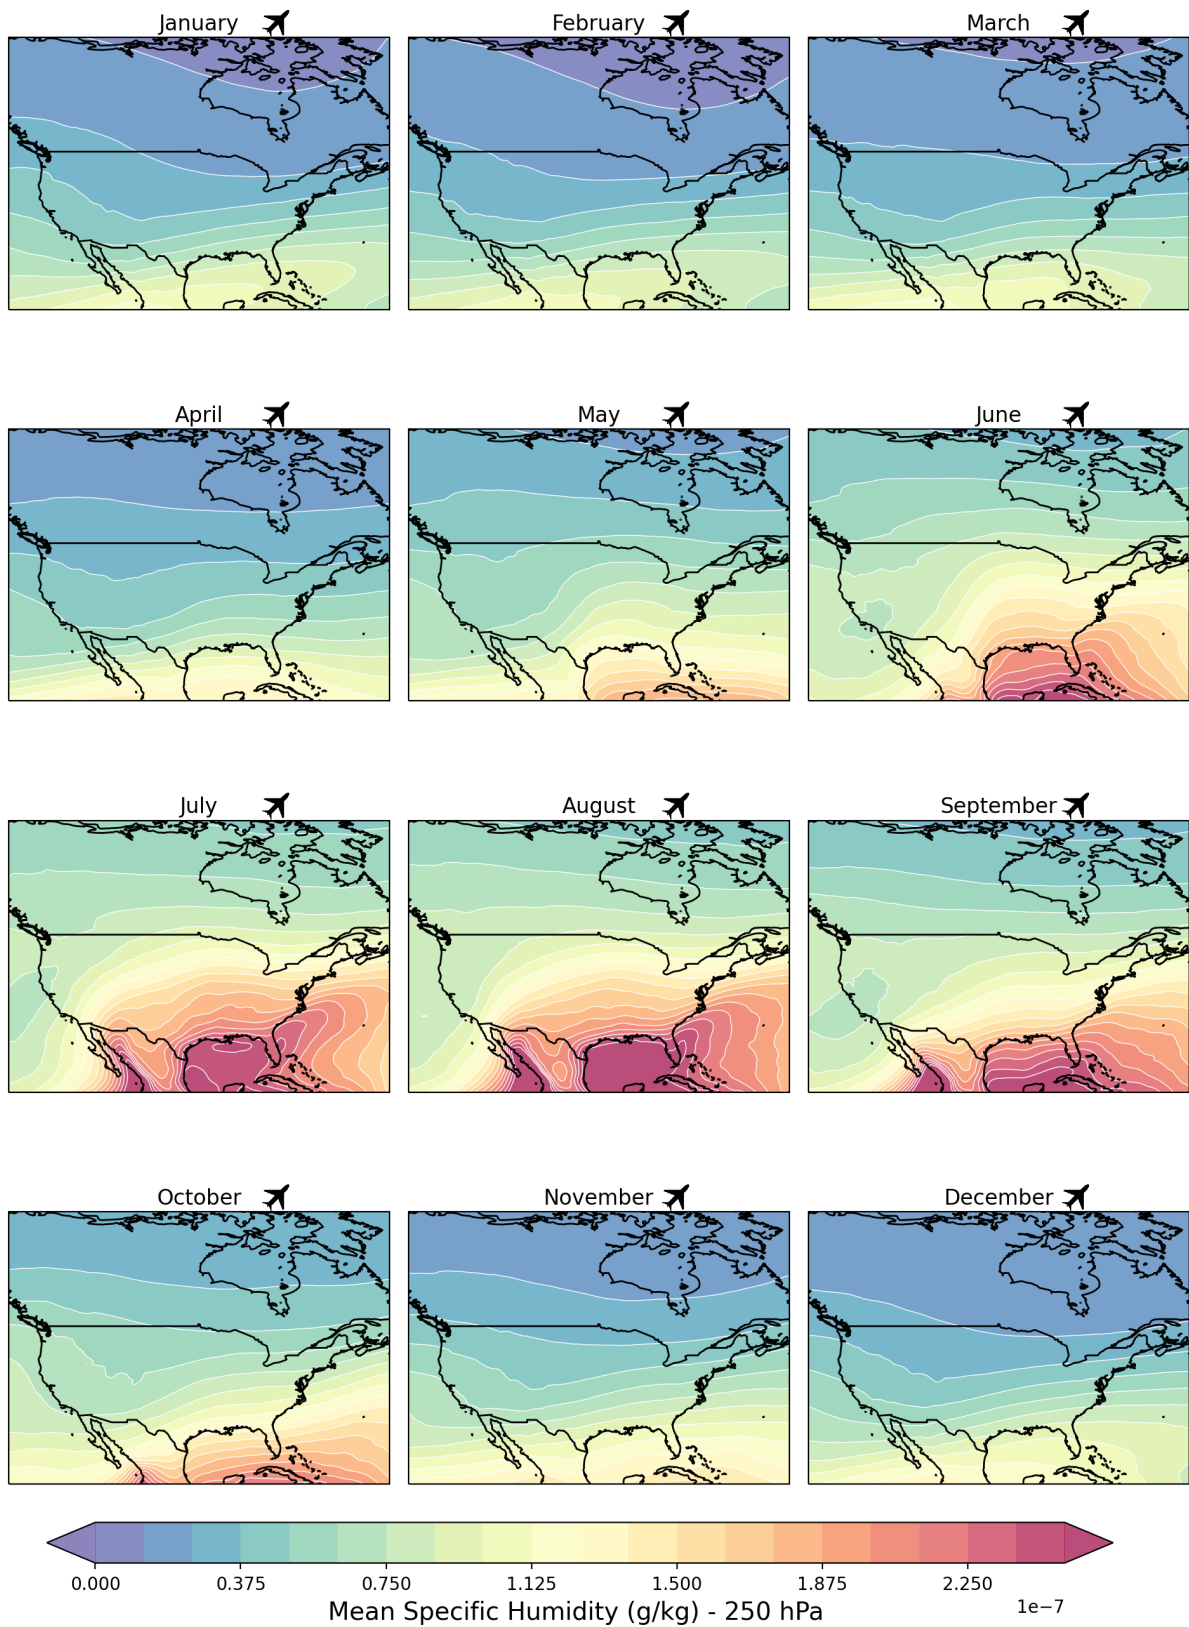 January
February
March
April
May
June
July
August
September
October
November
December
0.000 0.375 0.750 1.125 1.500 1.875 2.250
1e−7
Mean Specific Humidity (g/kg) - 250 hPa